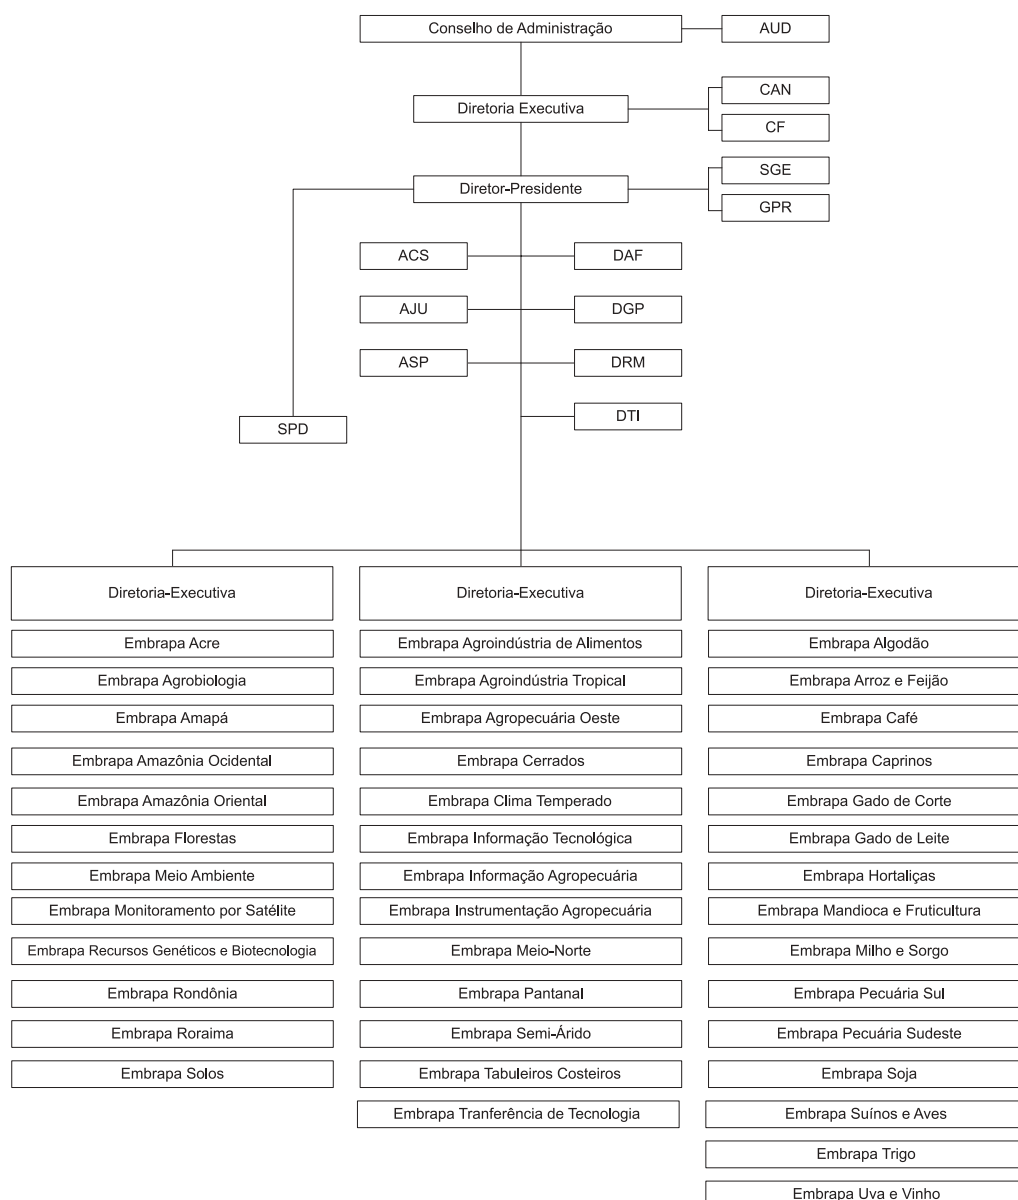 Conselho de Administração
AUD
Diretoria Executiva
CAN
CF
Diretor-Presidente
SGE
GPR
ACS
DAF
AJU
DGP
ASP
DRM
DTI
SPD
Diretoria-Executiva
Embrapa Acre
Embrapa Agrobiologia
Embrapa Amapá
Embrapa Amazônia Ocidental
Embrapa Amazônia Oriental
Embrapa Florestas
Embrapa Meio Ambiente
Embrapa Monitoramento por Satélite
Embrapa Recursos Genéticos e Biotecnologia
Embrapa Rondônia
Embrapa Roraima
Embrapa Solos
Diretoria-Executiva
Embrapa Agroindústria de Alimentos
Embrapa Agroindústria Tropical
Embrapa Agropecuária Oeste
Embrapa Cerrados
Embrapa Clima Temperado
Embrapa Informação Tecnológica
Embrapa Informação Agropecuária
Embrapa Instrumentação Agropecuária
Embrapa Meio-Norte
Embrapa Pantanal
Embrapa Semi-Árido
Embrapa Tabuleiros Costeiros
Embrapa Tranferência de Tecnologia
Diretoria-Executiva
Embrapa Algodão
Embrapa Arroz e Feijão
Embrapa Café
Embrapa Caprinos
Embrapa Gado de Corte
Embrapa Gado de Leite
Embrapa Hortaliças
Embrapa Mandioca e Fruticultura
Embrapa Milho e Sorgo
Embrapa Pecuária Sul
Embrapa Pecuária Sudeste
Embrapa Soja
Embrapa Suínos e Aves
Embrapa Trigo
Embrapa Uva e Vinho